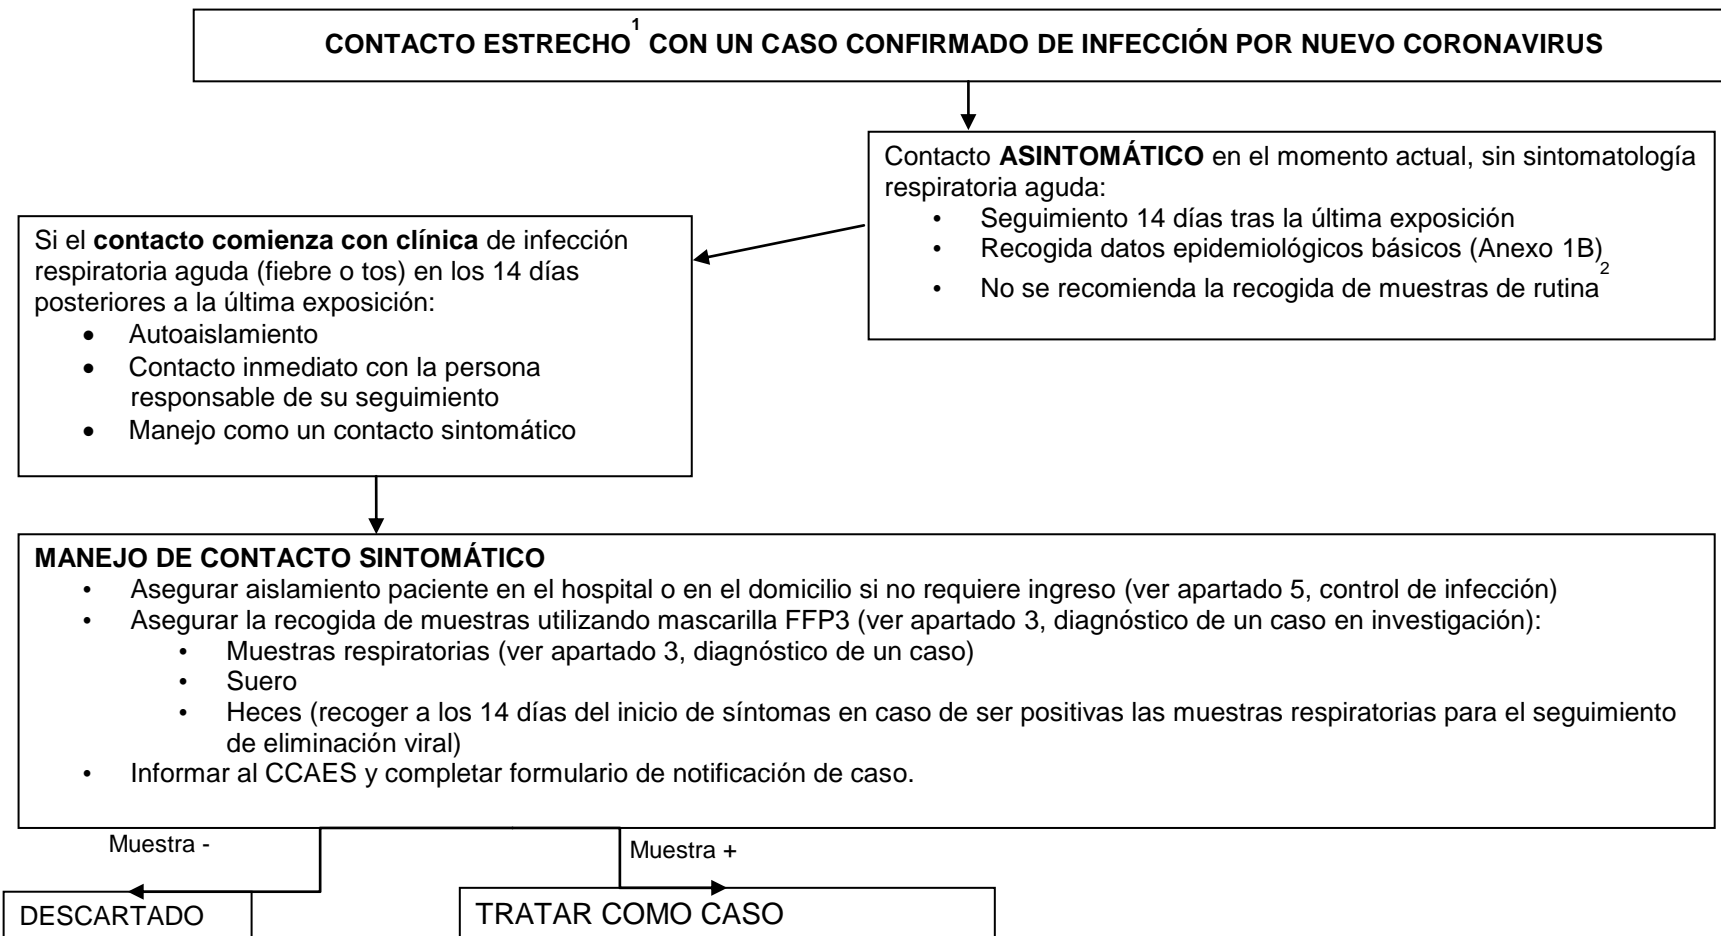 CONTACTO ESTRECHO¹ CON UN CASO CONFIRMADO DE INFECCIÓN POR NUEVO CORONAVIRUS
Contacto ASINTOMÁTICO en el momento actual, sin sintomatología
respiratoria aguda:
• Seguimiento 14 días tras la última exposición
• Recogida datos epidemiológicos básicos (Anexo 1B)
• No se recomienda la recogida de muestras de rutina²
Si el contacto comienza con clínica de infección
respiratoria aguda (fiebre o tos) en los 14 días
posteriores a la última exposición:
• Autoaislamiento
• Contacto inmediato con la persona
responsable de su seguimiento
• Manejo como un contacto sintomático
MANEJO DE CONTACTO SINTOMÁTICO
• Asegurar aislamiento paciente en el hospital o en el domicilio si no requiere ingreso (ver apartado 5, control de infección)
• Asegurar la recogida de muestras utilizando mascarilla FFP3 (ver apartado 3, diagnóstico de un caso en investigación):
• Muestras respiratorias (ver apartado 3, diagnóstico de un caso)
• Suero
• Heces (recoger a los 14 días del inicio de síntomas en caso de ser positivas las muestras respiratorias para el seguimiento
de eliminación viral)
• Informar al CCAES y completar formulario de notificación de caso.
Muestra -
Muestra +
DESCARTADO
TRATAR COMO CASO